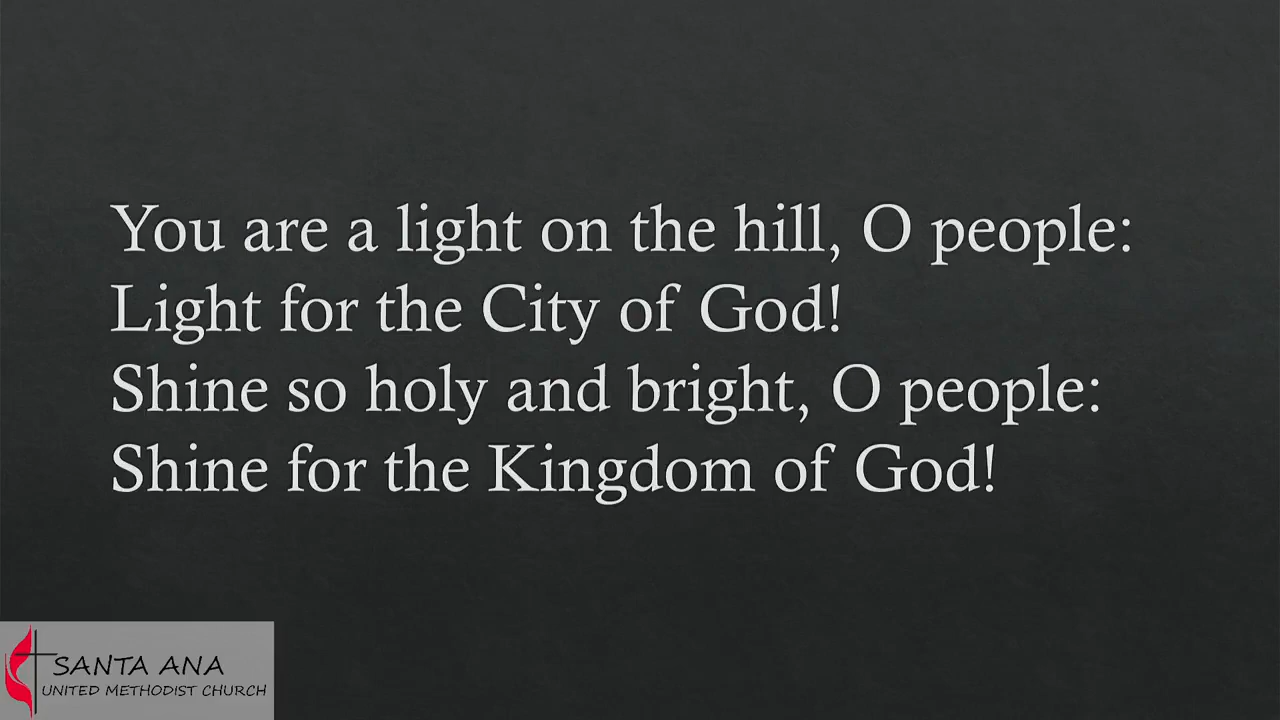 You are a light on the hill, O people:
Light for the City of God!
Shine so holy and bright, O people:
Shine for the Kingdom of God!
SANTA ANA
UNITED METHODIST CHURCH